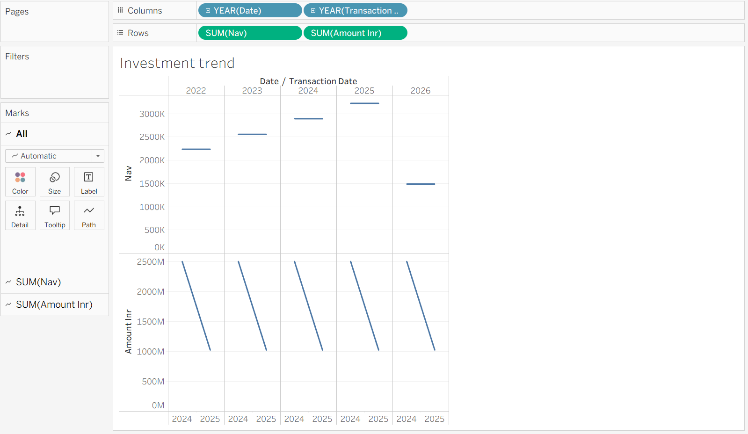 Pages
Columns
YEAR(Date)
YEAR(Transaction ..
Rows
SUM(Nav)
SUM(Amount Inr)
Filters
Marks
All
Automatic
Color
Size
Label
Detail
Tooltip
Path
SUM(Nav)
SUM(Amount Inr)
Investment trend
Date / Transaction Date
2022 2023 2024 2025 2026
Nav
3000K
2500K
2000K
1500K
1000K
500K
0K
Amount Inr
2500M
2000M
1500M
1000M
500M
0M
2024 2025 2024 2025 2024 2025 2024 2025 2024 2025